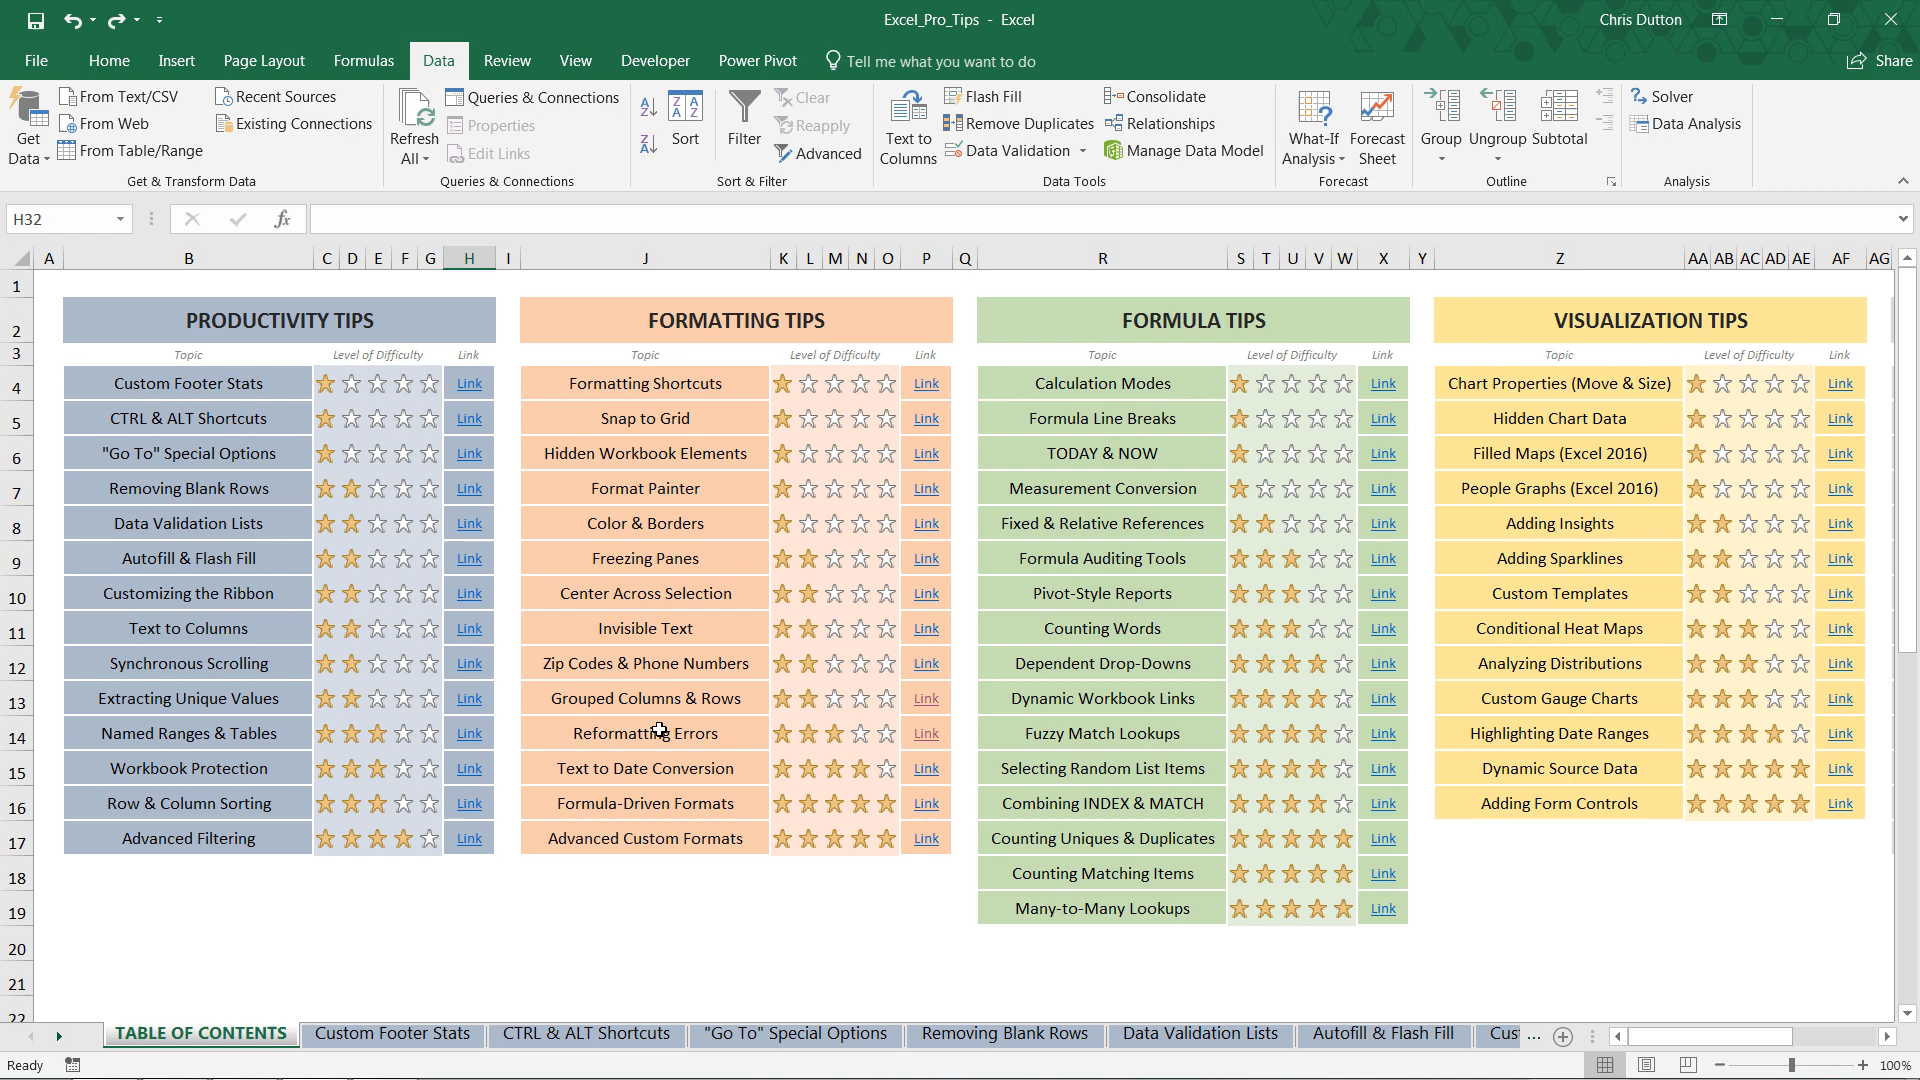 Excel_Pro_Tips - Excel
Chris Dutton
File Home Insert Page Layout Formulas Data Review View Developer Power Pivot Tell me what you want to do Share
Get Data
From Text/CSV
From Web
From Table/Range
Recent Sources
Existing Connections
Get & Transform Data
Refresh All
Queries & Connections
Properties
Edit Links
Queries & Connections
Sort
Filter
Clear
Reapply
Advanced
Sort & Filter
Text to Columns
Flash Fill
Remove Duplicates
Data Validation
Consolidate
Relationships
Manage Data Model
Data Tools
What-If Analysis
Forecast Sheet
Forecast
Group
Ungroup
Subtotal
Outline
Solver
Data Analysis
Analysis
H32
fx
A B C D E F G H I J K L M N O P Q R S T U V W X Y Z AA AB AC AD AE AF AG
1
2 PRODUCTIVITY TIPS FORMATTING TIPS FORMULA TIPS VISUALIZATION TIPS
3 Topic Level of Difficulty Link Topic Level of Difficulty Link Topic Level of Difficulty Link Topic Level of Difficulty Link
4 Custom Footer Stats Link Formatting Shortcuts Link Calculation Modes Link Chart Properties (Move & Size) Link
5 CTRL & ALT Shortcuts Link Snap to Grid Link Formula Line Breaks Link Hidden Chart Data Link
6 "Go To" Special Options Link Hidden Workbook Elements Link TODAY & NOW Link Filled Maps (Excel 2016) Link
7 Removing Blank Rows Link Format Painter Link Measurement Conversion Link People Graphs (Excel 2016) Link
8 Data Validation Lists Link Color & Borders Link Fixed & Relative References Link Adding Insights Link
9 Autofill & Flash Fill Link Freezing Panes Link Formula Auditing Tools Link Adding Sparklines Link
10 Customizing the Ribbon Link Center Across Selection Link Pivot-Style Reports Link Custom Templates Link
11 Text to Columns Link Invisible Text Link Counting Words Link Conditional Heat Maps Link
12 Synchronous Scrolling Link Zip Codes & Phone Numbers Link Dependent Drop-Downs Link Analyzing Distributions Link
13 Extracting Unique Values Link Grouped Columns & Rows Link Dynamic Workbook Links Link Custom Gauge Charts Link
14 Named Ranges & Tables Link Reformatting Errors Link Fuzzy Match Lookups Link Highlighting Date Ranges Link
15 Workbook Protection Link Text to Date Conversion Link Selecting Random List Items Link Dynamic Source Data Link
16 Row & Column Sorting Link Formula-Driven Formats Link Combining INDEX & MATCH Link Adding Form Controls Link
17 Advanced Filtering Link Advanced Custom Formats Link Counting Uniques & Duplicates Link
18 Counting Matching Items Link
19 Many-to-Many Lookups Link
20
21
22
TABLE OF CONTENTS Custom Footer Stats CTRL & ALT Shortcuts "Go To" Special Options Removing Blank Rows Data Validation Lists Autofill & Flash Fill Cus ...
Ready 100%